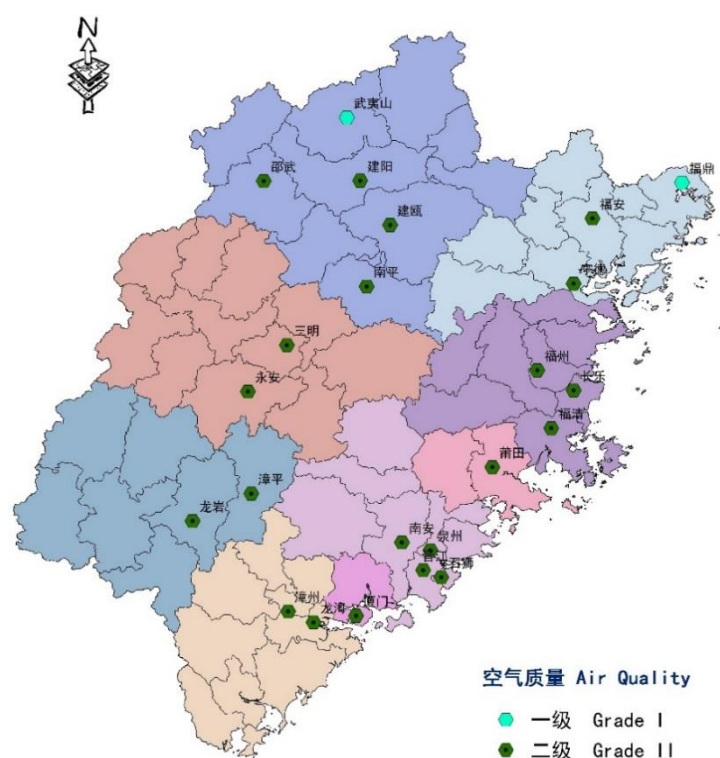 N
武夷山
福鼎
邵武
建阳
福安
建瓯
宁德
南平
三明
福州
永安
长乐
福清
莆田
漳平
龙岩
南安
泉州
石狮
漳州
龙海
厦门
空气质量 Air Quality
一级 Grade I
二级 Grade II